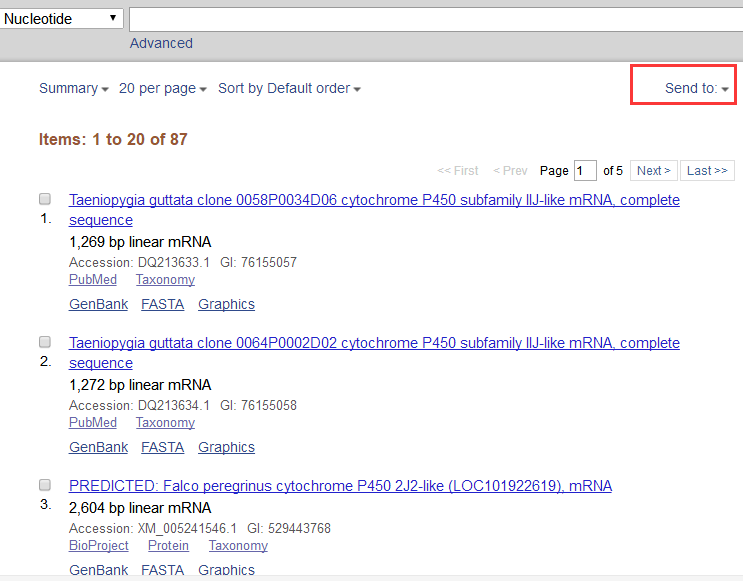 Nucleotide
Advanced
Summary 20 per page Sort by Default order Send to:
Items: 1 to 20 of 87
<< First < Prev Page 1 of 5 Next > Last >>
Taeniopygia guttata clone 0058P0034D06 cytochrome P450 subfamily IIJ-like mRNA, complete
1. sequence
1,269 bp linear mRNA
Accession: DQ213633.1 GI: 76155057
PubMed Taxonomy
GenBank FASTA Graphics
Taeniopygia guttata clone 0064P0002D02 cytochrome P450 subfamily IIJ-like mRNA, complete
2. sequence
1,272 bp linear mRNA
Accession: DQ213634.1 GI: 76155058
PubMed Taxonomy
GenBank FASTA Graphics
PREDICTED: Falco peregrinus cytochrome P450 2J2-like (LOC101922619), mRNA
3. 2,604 bp linear mRNA
Accession: XM_005241546.1 GI: 529443768
BioProject Protein Taxonomy
GenBank FASTA Graphics